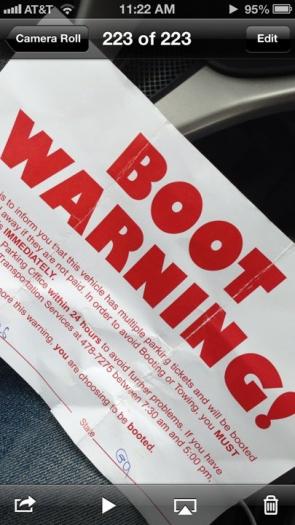 11:22 AM AT&T 95%
Camera Roll 223 of 223 Edit
BOOT
WARNING!
is to inform you that this vehicle has multiple parking tickets and will be booted
away if they are not paid. In order to avoid Booting or Towing, you MUST
IMMEDIATELY.
Parking Office within 24 hours to avoid further problems. If you have
Transportation Services at 478-7275 between 7:30 am and 5:00 pm.
this warning, you are choosing to be booted.
State GA